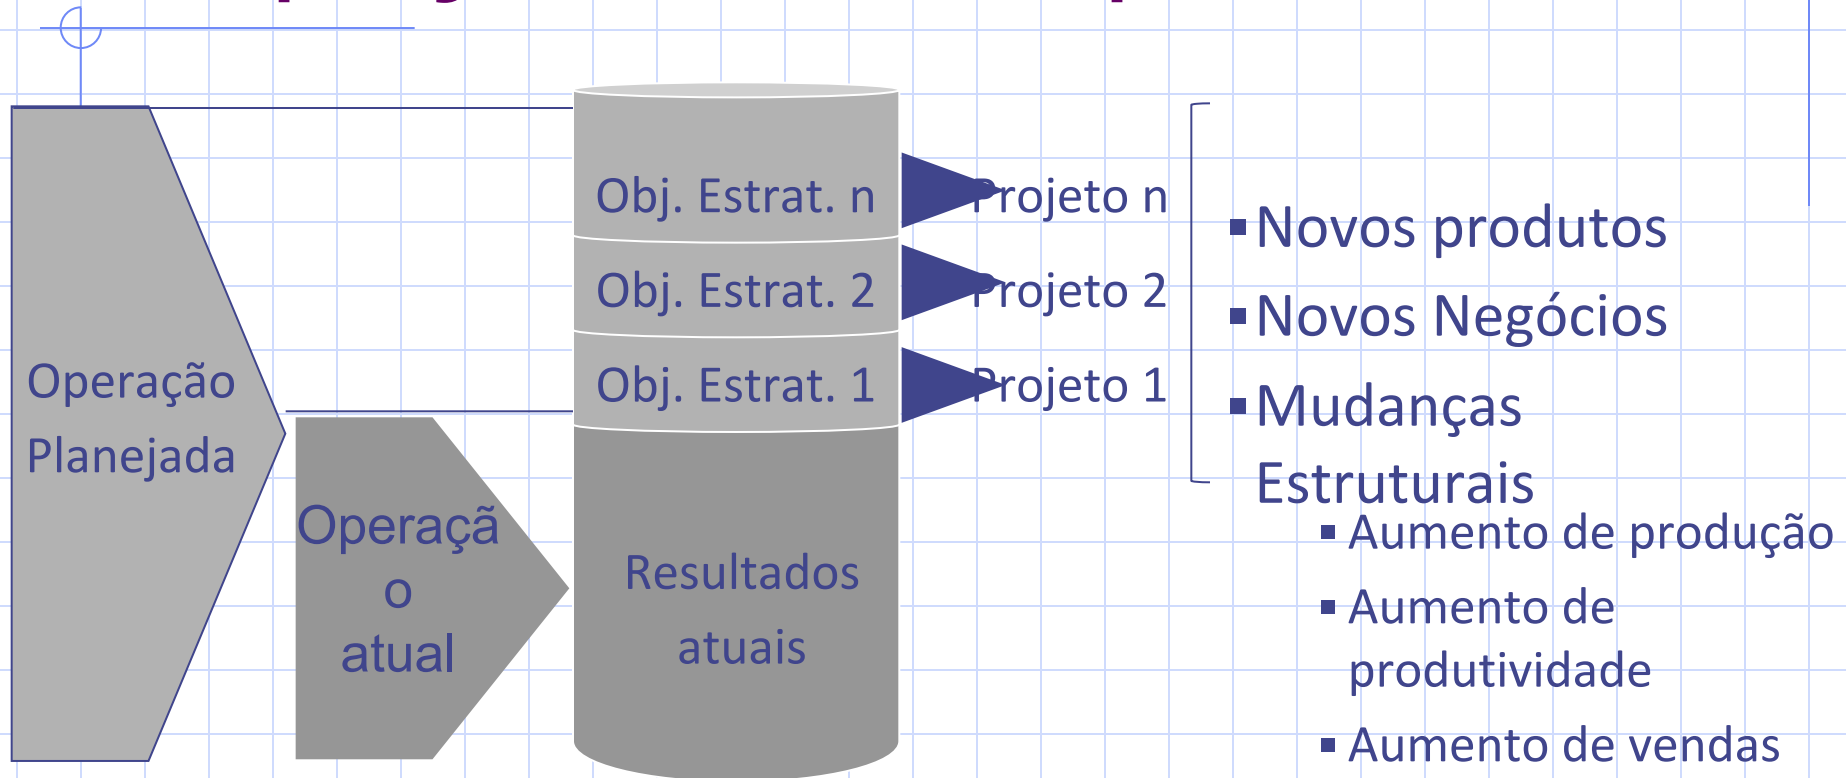 Operação
Planejada
Operaçã
o
atual
Obj. Estrat. n
Obj. Estrat. 2
Obj. Estrat. 1
Resultados
atuais
Projeto n
Projeto 2
Projeto 1
▪Novos produtos
▪Novos Negócios
▪Mudanças
Estruturais
▪Aumento de produção
▪Aumento de
produtividade
▪Aumento de vendas